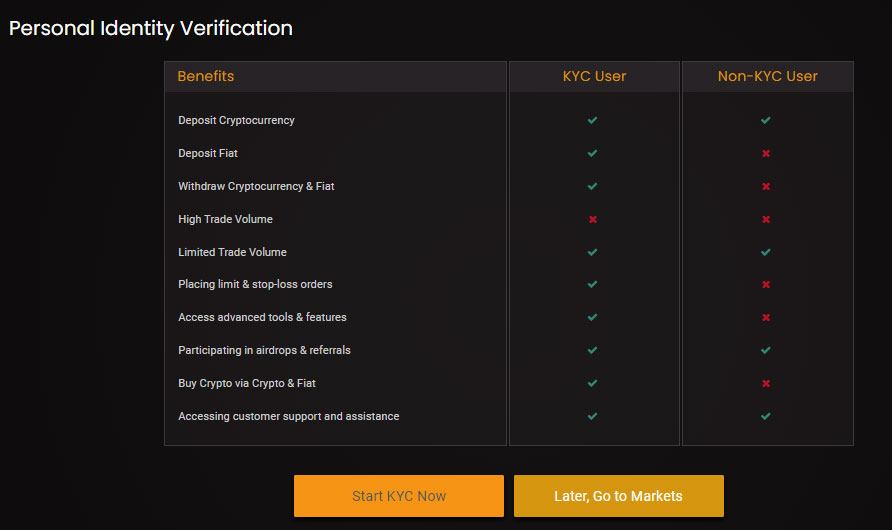 Personal Identity Verification
Benefits KYC User Non-KYC User
Deposit Cryptocurrency ✔ ✔
Deposit Fiat ✔ ✖
Withdraw Cryptocurrency & Fiat ✔ ✖
High Trade Volume ✖ ✖
Limited Trade Volume ✔ ✔
Placing limit & stop-loss orders ✔ ✖
Access advanced tools & features ✔ ✖
Participating in airdrops & referrals ✔ ✔
Buy Crypto via Crypto & Fiat ✔ ✖
Accessing customer support and assistance ✔ ✔
Start KYC Now Later, Go to Markets